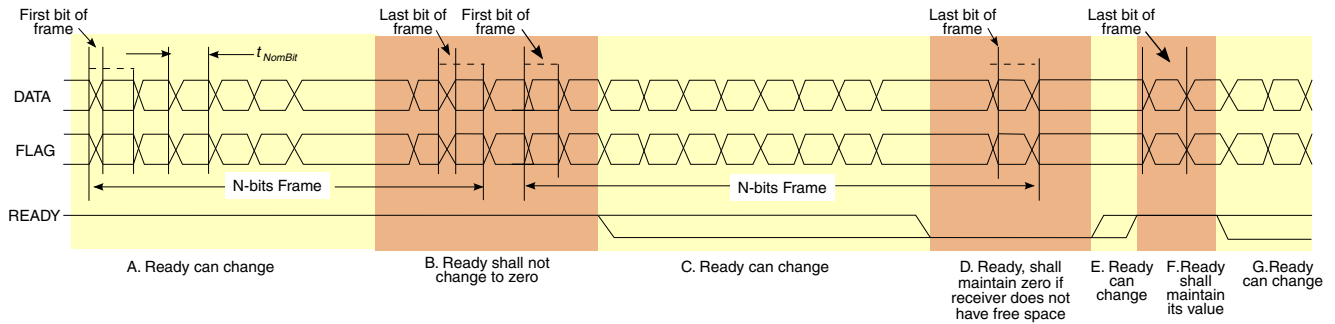 First bit of
frame
t NomBit
Last bit of
frame
First bit of
frame
Last bit of
frame
Last bit of
frame
DATA
FLAG
N-bits Frame
N-bits Frame
READY
A. Ready can change
B. Ready shall not
change to zero
C. Ready can change
D. Ready, shall
maintain zero if
receiver does not
have free space
E. Ready
can
change
F.Ready
shall
maintain
its value
G.Ready
can change